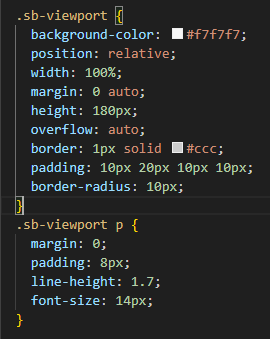 .sb-viewport {
background-color: #f7f7f7;
position: relative;
width: 100%;
margin: 0 auto;
height: 180px;
overflow: auto;
border: 1px solid #ccc;
padding: 10px 20px 10px 10px;
border-radius: 10px;
}
.sb-viewport p {
margin: 0;
padding: 8px;
line-height: 1.7;
font-size: 14px;
}